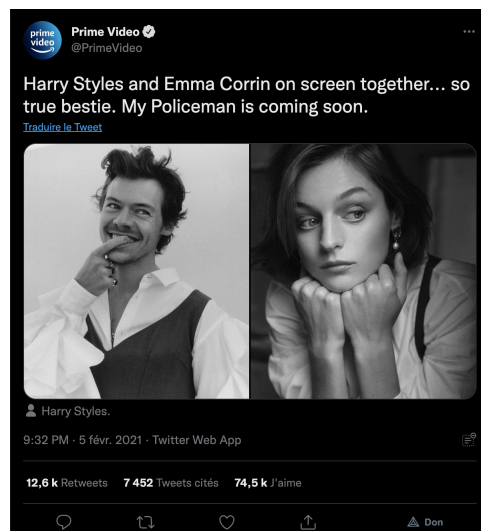 prime
video
Prime Video
@PrimeVideo
Harry Styles and Emma Corrin on screen together... so
true bestie. My Policeman is coming soon.
Traduire le Tweet
Harry Styles.
9:32 PM · 5 févr. 2021 · Twitter Web App
12,6 k Retweets 7 452 Tweets cités 74,5 k J'aime
Don